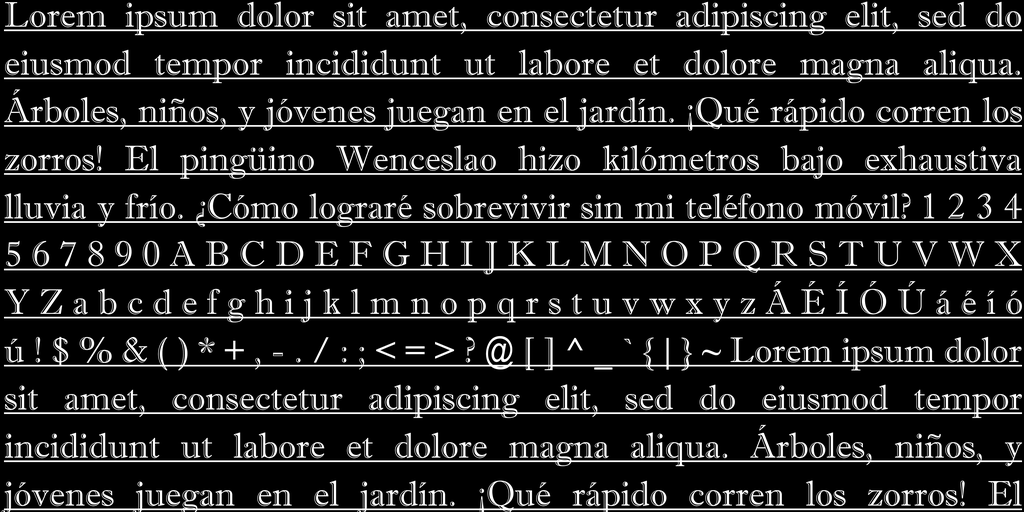 Lorem ipsum dolor sit amet, consectetur adipiscing elit, sed do
eiusmod tempor incididunt ut labore et dolore magna aliqua.
Árboles, niños, y jóvenes juegan en el jardín. ¡Qué rápido corren los
zorros! El pingüino Wenceslao hizo kilómetros bajo exhaustiva
lluvia y frío. ¿Cómo lograré sobrevivir sin mi teléfono móvil? 1 2 3 4
5 6 7 8 9 0 A B C D E F G H I J K L M N O P Q R S T U V W X
Y Z a b c d e f g h i j k l m n o p q r s t u v w x y z Á É Í Ó Ú á é í ó
ú ! $ % & ( ) * + , - . / : ; < = > ? @ [ ] ^ _ ` { | } ~ Lorem ipsum dolor
sit amet, consectetur adipiscing elit, sed do eiusmod tempor
incididunt ut labore et dolore magna aliqua. Árboles, niños, y
jóvenes juegan en el jardín. ¡Qué rápido corren los zorros! El